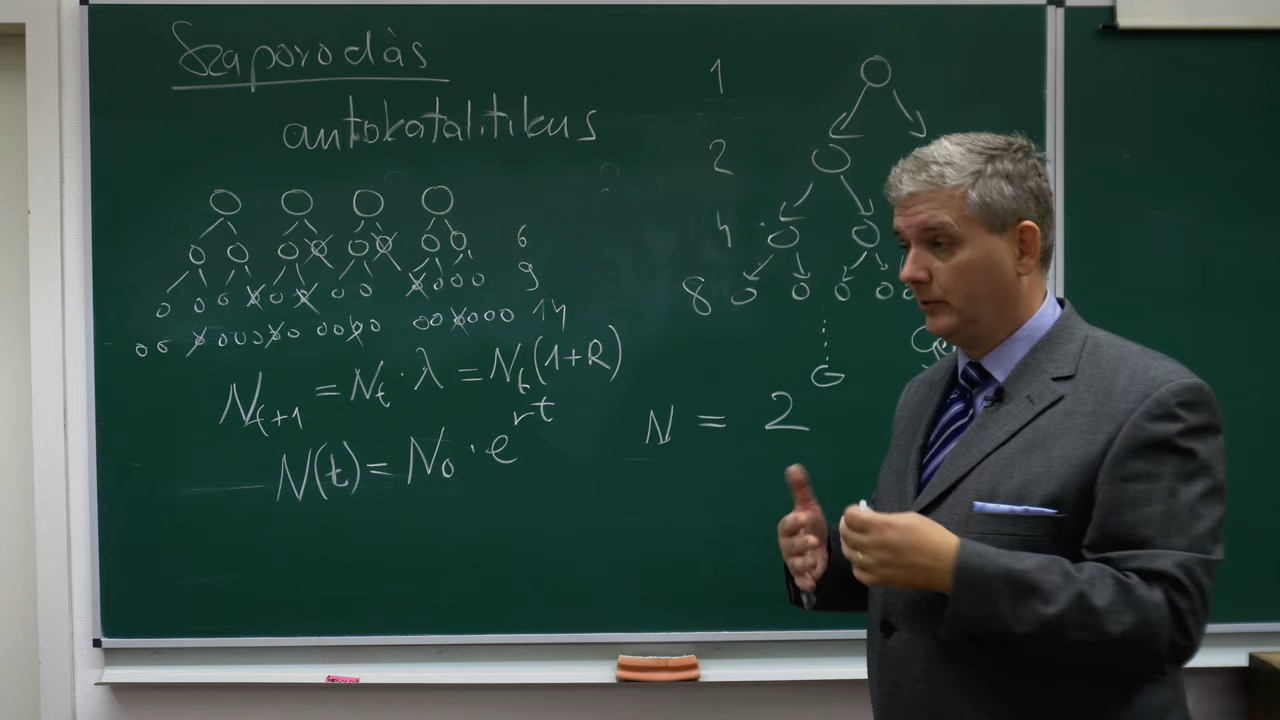 Szaporodás
autokatalitikus
6
9
14
N_{t+1} = N_t · λ = N_t (1+R)
N(t) = N_0 · e^{rt}
1
2
4
8
G
N = 2